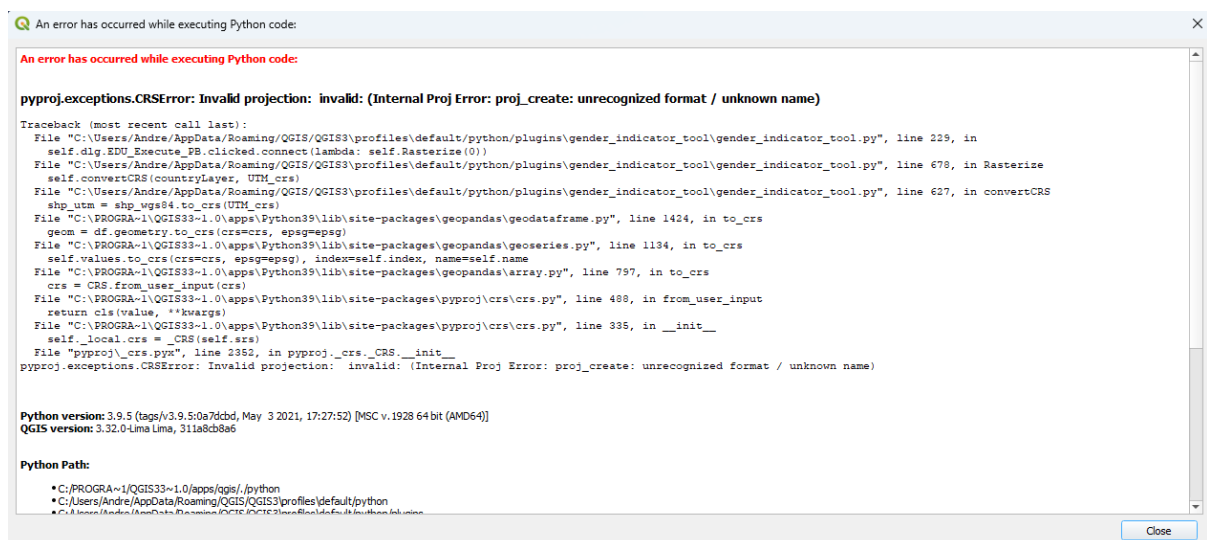 An error has occurred while executing Python code:
An error has occurred while executing Python code:
pyproj.exceptions.CRSError: Invalid projection:  invalid: (Internal Proj Error: proj_create: unrecognized format / unknown name)
Traceback (most recent call last):
  File "C:\Users/Andre/AppData/Roaming/QGIS/QGIS3\profiles\default/python/plugins\gender_indicator_tool\gender_indicator_tool.py", line 229, in
    self.dlg.EDU_Execute_PB.clicked.connect(lambda: self.Rasterize(0))
  File "C:\Users/Andre/AppData/Roaming/QGIS/QGIS3\profiles\default/python/plugins\gender_indicator_tool\gender_indicator_tool.py", line 678, in Rasterize
    self.convertCRS(countryLayer, UTM_crs)
  File "C:\Users/Andre/AppData/Roaming/QGIS/QGIS3\profiles\default/python/plugins\gender_indicator_tool\gender_indicator_tool.py", line 627, in convertCRS
    shp_utm = shp_wgs84.to_crs(UTM_crs)
  File "C:\PROGRA~1\QGIS33~1.0\apps\Python39\lib\site-packages\geopandas\geodataframe.py", line 1424, in to_crs
    geom = df.geometry.to_crs(crs=crs, epsg=epsg)
  File "C:\PROGRA~1\QGIS33~1.0\apps\Python39\lib\site-packages\geopandas\geoseries.py", line 1134, in to_crs
    self.values.to_crs(crs=crs, epsg=epsg), index=self.index, name=self.name
  File "C:\PROGRA~1\QGIS33~1.0\apps\Python39\lib\site-packages\geopandas\array.py", line 797, in to_crs
    crs = CRS.from_user_input(crs)
  File "C:\PROGRA~1\QGIS33~1.0\apps\Python39\lib\site-packages\pyproj\crs\crs.py", line 488, in from_user_input
    return cls(value, **kwargs)
  File "C:\PROGRA~1\QGIS33~1.0\apps\Python39\lib\site-packages\pyproj\crs\crs.py", line 335, in __init__
    self._local.crs = _CRS(self.srs)
  File "pyproj\_crs.pyx", line 2352, in pyproj._crs._CRS.__init__
pyproj.exceptions.CRSError: Invalid projection:  invalid: (Internal Proj Error: proj_create: unrecognized format / unknown name)
Python version: 3.9.5 (tags/v3.9.5:0a7dcbd, May  3 2021, 17:27:52) [MSC v.1928 64 bit (AMD64)]
QGIS version: 3.32.0-Lima Lima, 311a8cb8a6
Python Path:
• C:/PROGRA~1/QGIS33~1.0/apps/qgis/./python
• C:/Users/Andre/AppData/Roaming/QGIS/QGIS3\profiles\default/python
• C:/Users/Andre/AppData/Roaming/QGIS/QGIS3\profiles\default/python/plugins
Close